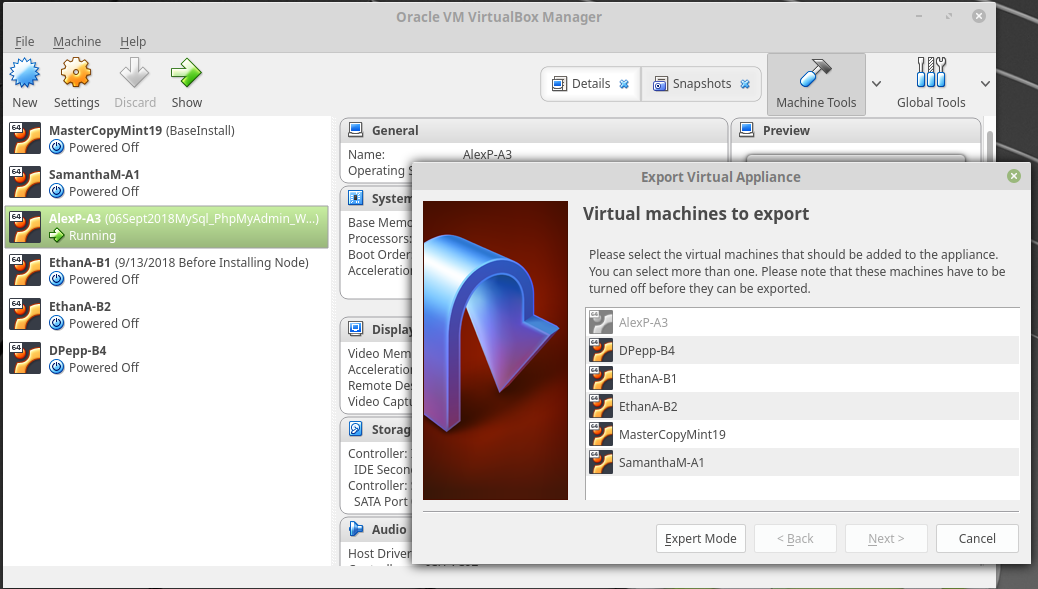 Oracle VM VirtualBox Manager
File Machine Help
New Settings Discard Show
Details Snapshots Machine Tools Global Tools
64 MasterCopyMint19 (BaseInstall)
Powered Off
64 SamanthaM-A1
Powered Off
64 AlexP-A3 (06Sept2018MySql_PhpMyAdmin_W...)
Running
64 EthanA-B1 (9/13/2018 Before Installing Node)
Powered Off
64 EthanA-B2
Powered Off
64 DPepp-B4
Powered Off
General
Name: AlexP-A3
Operating S
System
Base Memo
Processors:
Boot Order:
Acceleratio
Display
Video Mem
Acceleratio
Remote Des
Video Captu
Storag
Controller: I
IDE Secon
Controller: S
SATA Port
Audio
Host Driver
Preview
Export Virtual Appliance
Virtual machines to export
Please select the virtual machines that should be added to the appliance.
You can select more than one. Please note that these machines have to be
turned off before they can be exported.
64 AlexP-A3
64 DPepp-B4
64 EthanA-B1
64 EthanA-B2
64 MasterCopyMint19
64 SamanthaM-A1
Expert Mode < Back Next > Cancel